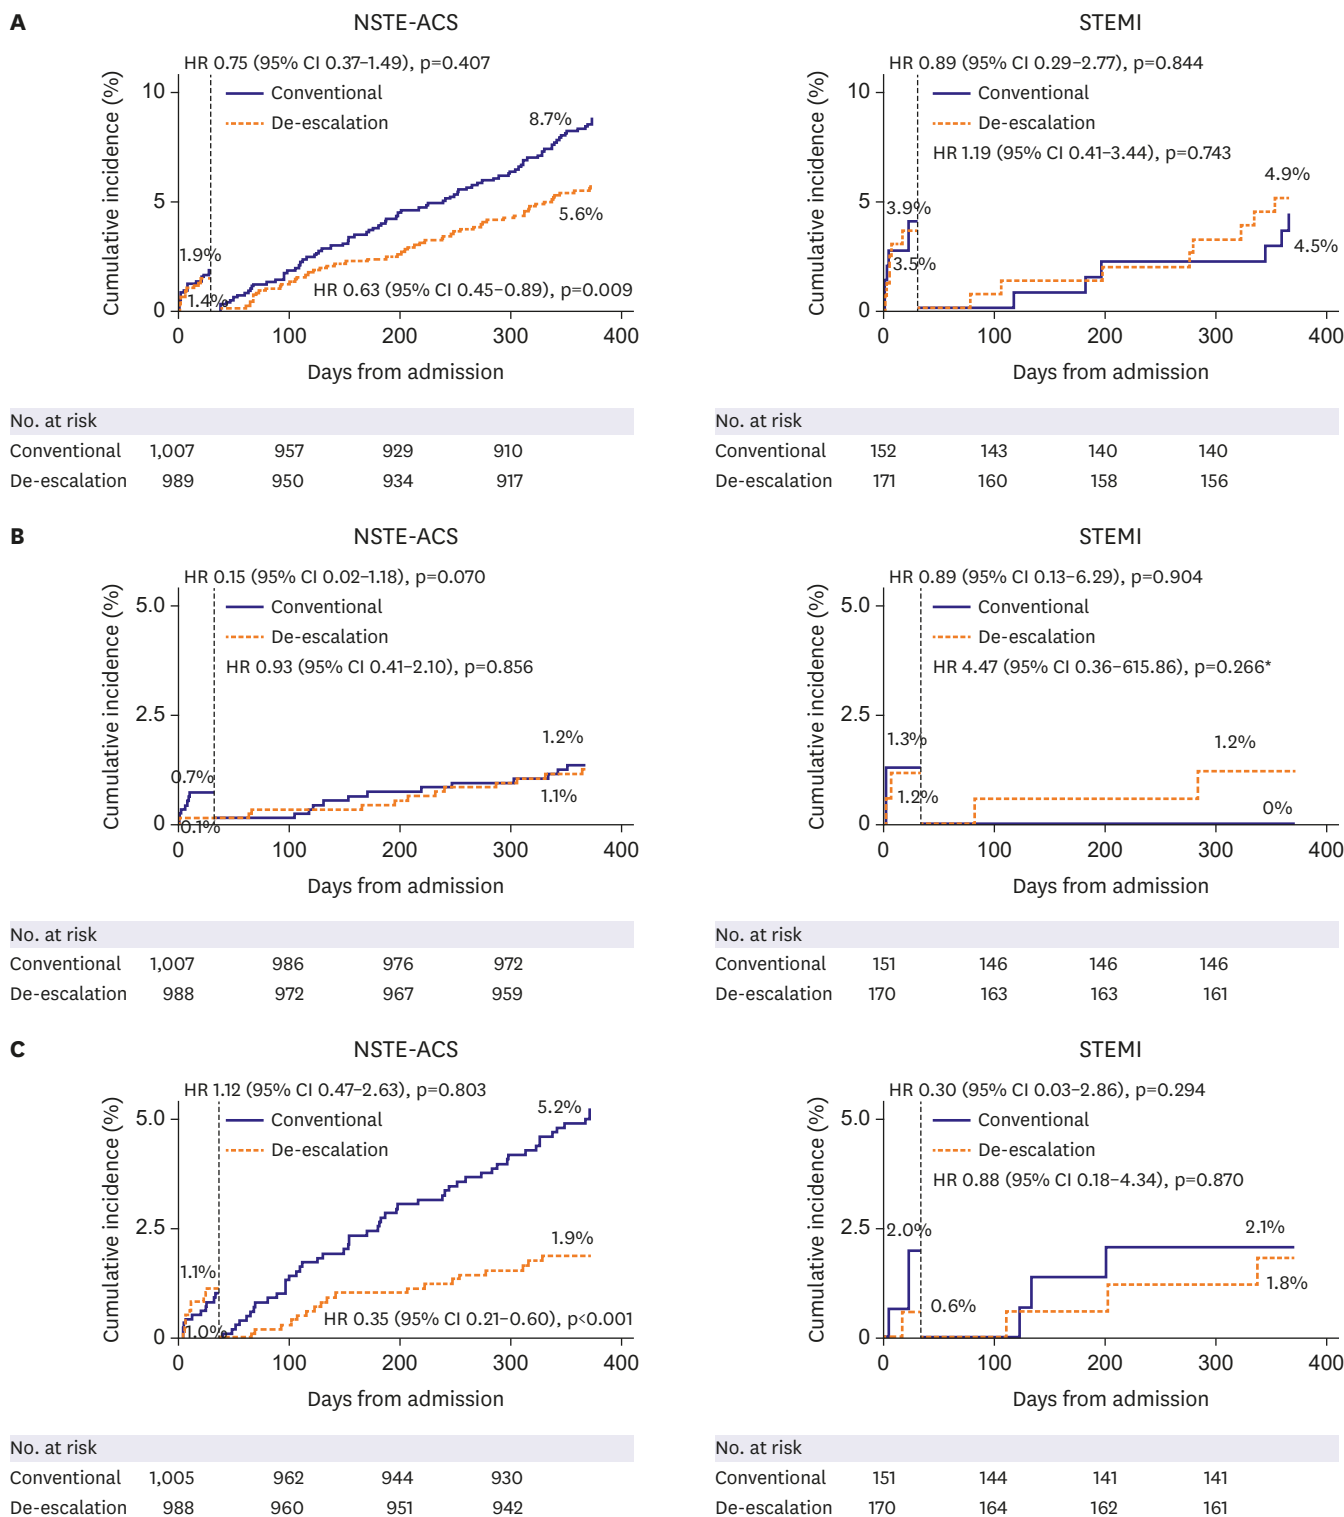 A
NSTE-ACS
HR 0.75 (95% CI 0.37–1.49), p=0.407
Conventional
De-escalation
Cumulative incidence (%)
10
5
0
8.7%
5.6%
1.9%
1.4%
HR 0.63 (95% CI 0.45–0.89), p=0.009
0 100 200 300 400
Days from admission
No. at risk
Conventional 1,007 957 929 910
De-escalation 989 950 934 917
STEMI
HR 0.89 (95% CI 0.29–2.77), p=0.844
Conventional
De-escalation
HR 1.19 (95% CI 0.41–3.44), p=0.743
Cumulative incidence (%)
10
5
0
4.9%
3.9%
4.5%
3.5%
0 100 200 300 400
Days from admission
No. at risk
Conventional 152 143 140 140
De-escalation 171 160 158 156
B
NSTE-ACS
HR 0.15 (95% CI 0.02–1.18), p=0.070
Conventional
De-escalation
HR 0.93 (95% CI 0.41–2.10), p=0.856
Cumulative incidence (%)
5.0
2.5
0
1.2%
0.7%
1.1%
0.1%
0 100 200 300 400
Days from admission
No. at risk
Conventional 1,007 986 976 972
De-escalation 988 972 967 959
STEMI
HR 0.89 (95% CI 0.13–6.29), p=0.904
Conventional
De-escalation
HR 4.47 (95% CI 0.36–615.86), p=0.266*
Cumulative incidence (%)
5.0
2.5
0
1.3%
1.2%
1.2%
0%
0 100 200 300 400
Days from admission
No. at risk
Conventional 151 146 146 146
De-escalation 170 163 163 161
C
NSTE-ACS
HR 1.12 (95% CI 0.47–2.63), p=0.803
Conventional
De-escalation
Cumulative incidence (%)
5.0
2.5
0
5.2%
1.9%
1.1%
1.0%
HR 0.35 (95% CI 0.21–0.60), p<0.001
0 100 200 300 400
Days from admission
No. at risk
Conventional 1,005 962 944 930
De-escalation 988 960 951 942
STEMI
HR 0.30 (95% CI 0.03–2.86), p=0.294
Conventional
De-escalation
HR 0.88 (95% CI 0.18–4.34), p=0.870
Cumulative incidence (%)
5.0
2.5
0
2.0%
2.1%
0.6%
1.8%
0 100 200 300 400
Days from admission
No. at risk
Conventional 151 144 141 141
De-escalation 170 164 162 161